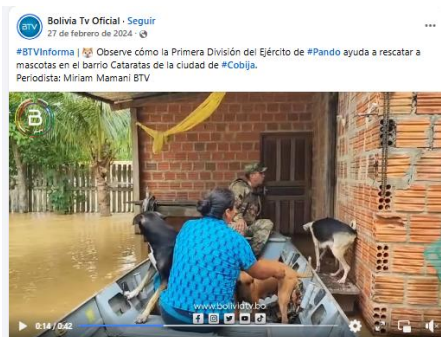 Bolivia Tv Oficial · Seguir
btv
27 de febrero de 2024 ·
#BTVInforma | 🐯 Observe cómo la Primera División del Ejército de #Pando ayuda a rescatar a
mascotas en el barrio Cataratas de la ciudad de #Cobija.
Periodista: Miriam Mamani BTV
B
www.boliviatv.bo
0:14 / 0:42